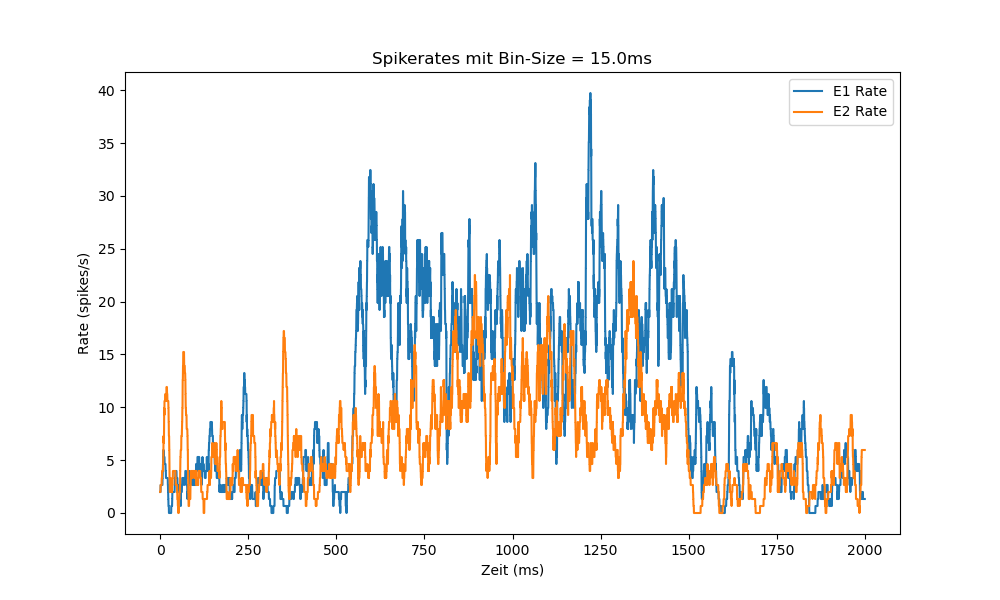 Spikerates mit Bin-Size = 15.0ms
E1 Rate
E2 Rate
40
35
30
25
20
15
10
5
0
Rate (spikes/s)
0 250 500 750 1000 1250 1500 1750 2000
Zeit (ms)